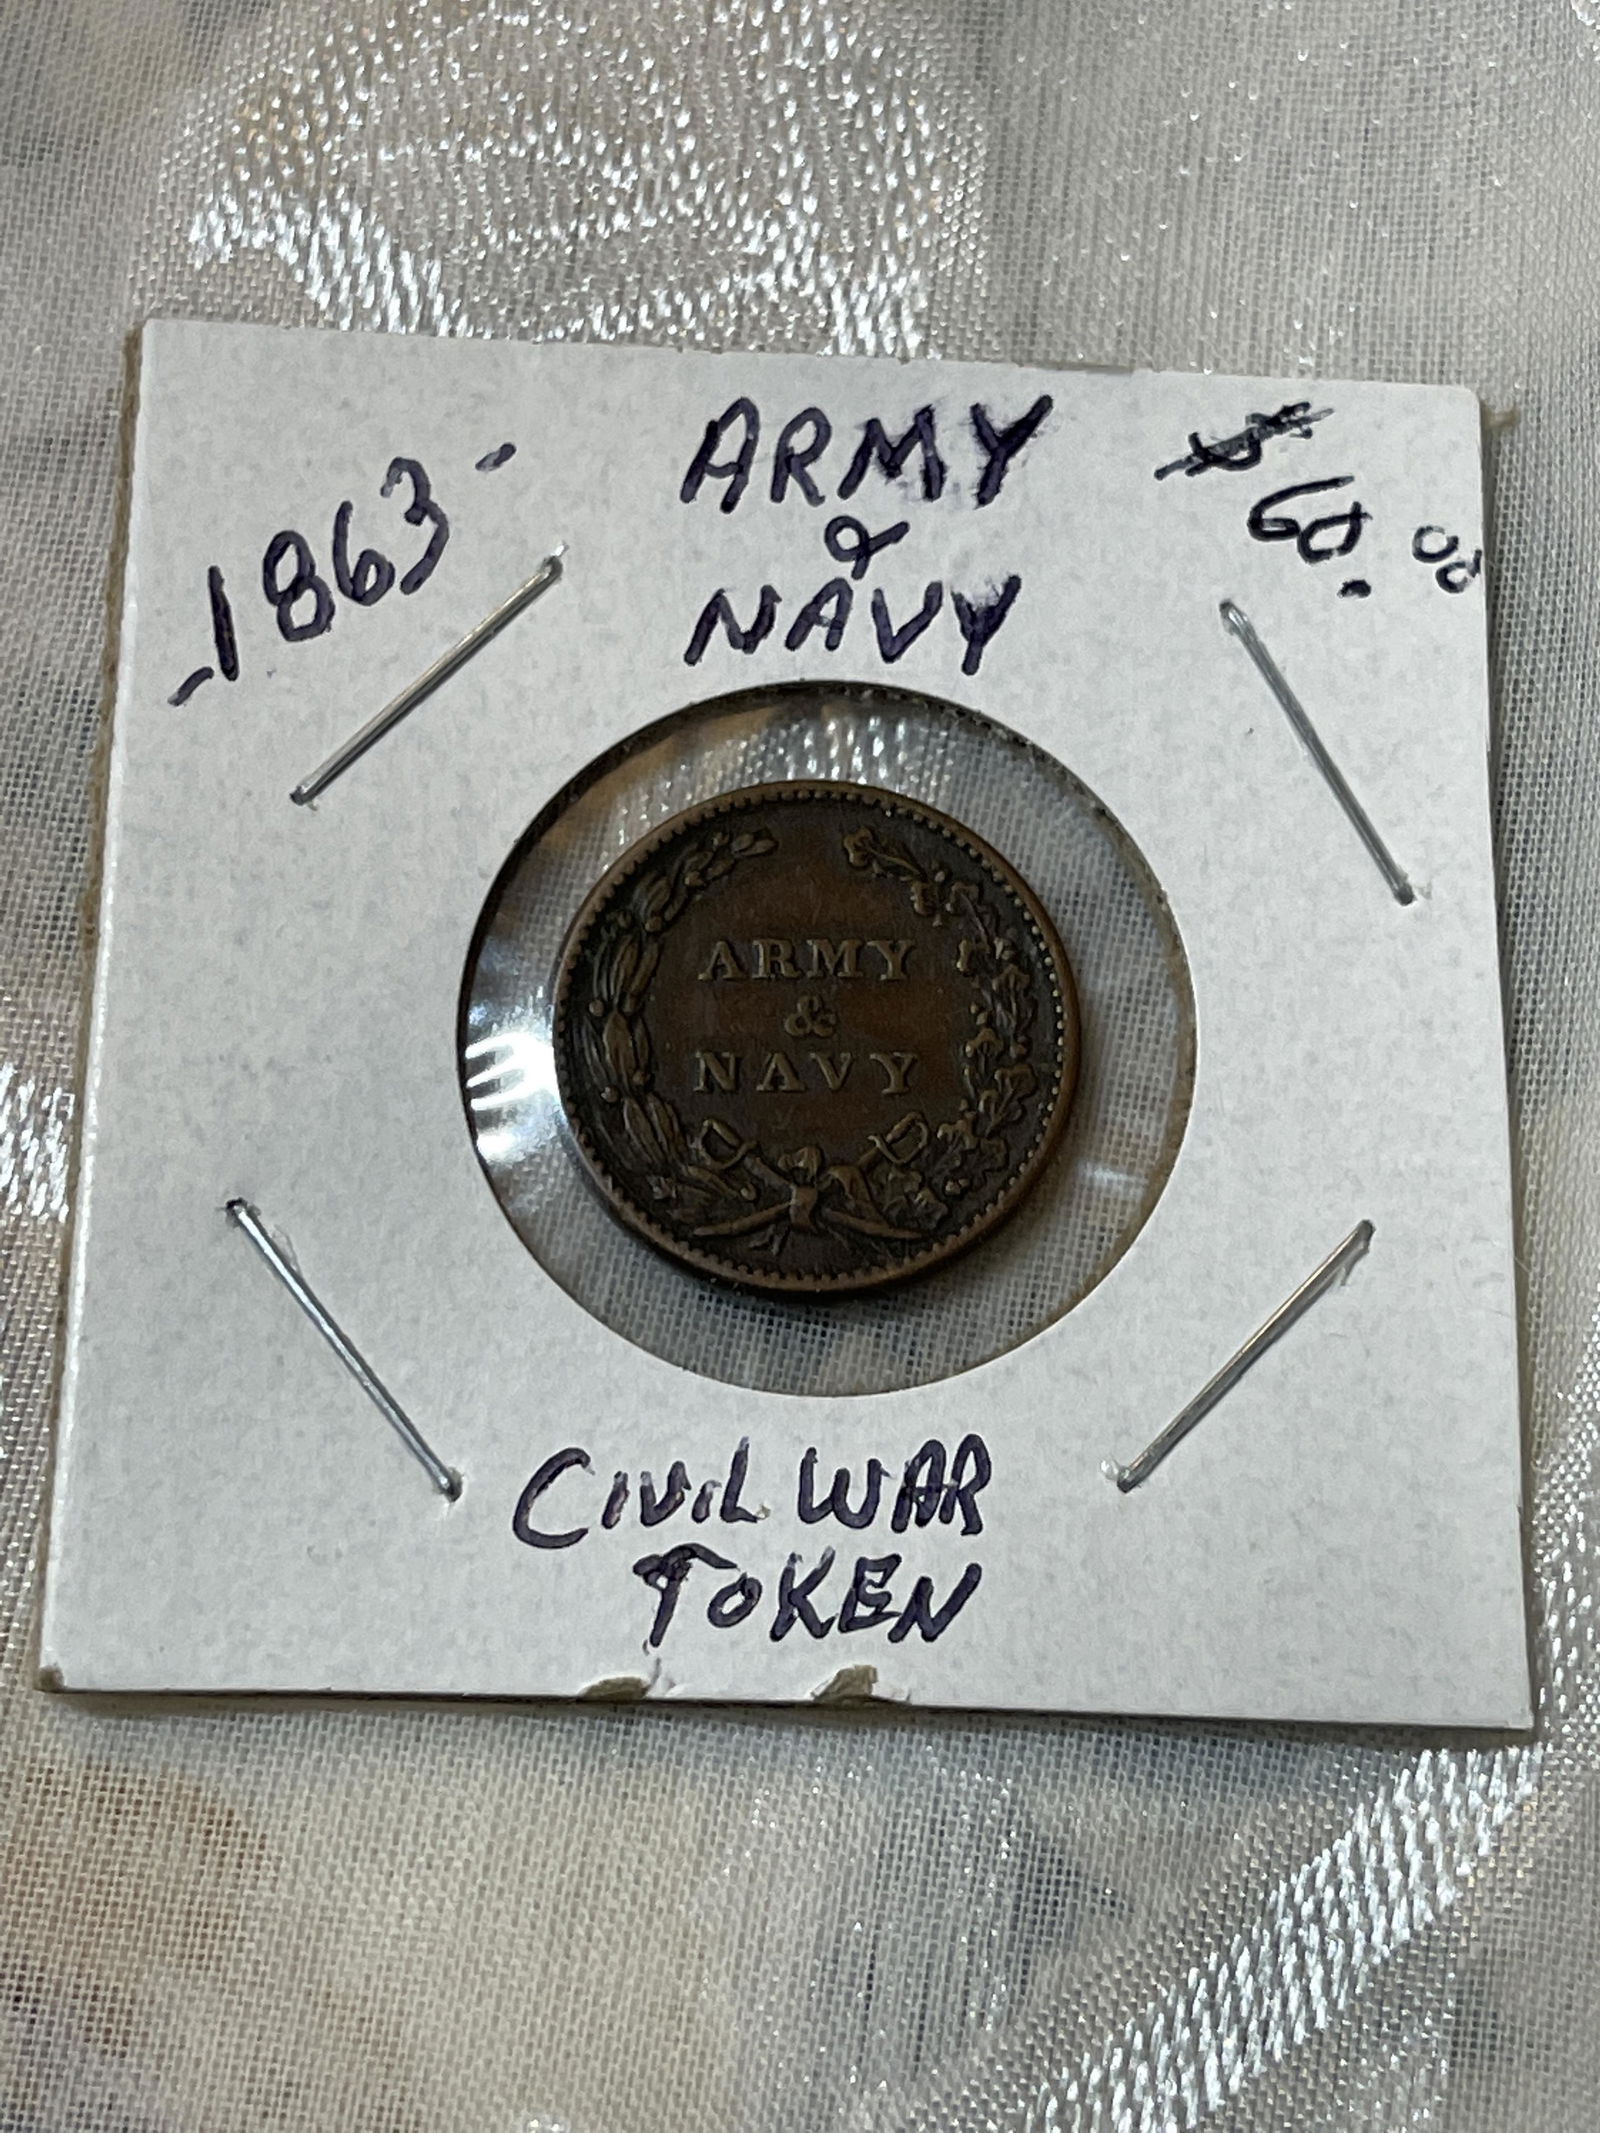 -1863-
ARMY
&
NAVY
$60.00
ARMY
&
NAVY
CIVIL WAR
TOKEN